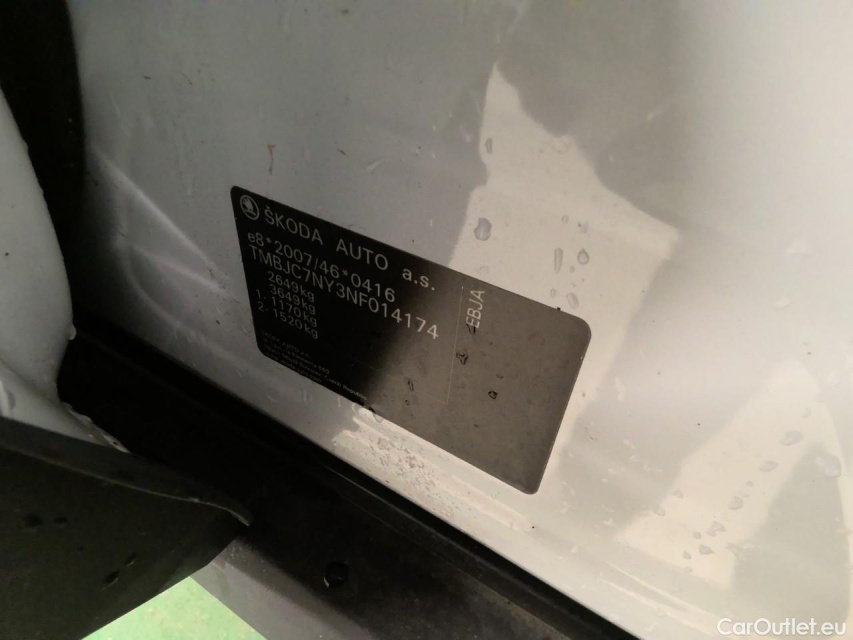 ŠKODA AUTO a.s.
e8*2007/46*0416
TMBJC7NY3NF014174
2649kg
3649kg
1- 1170kg
2- 1520kg
EBJA
CarOutlet.eu